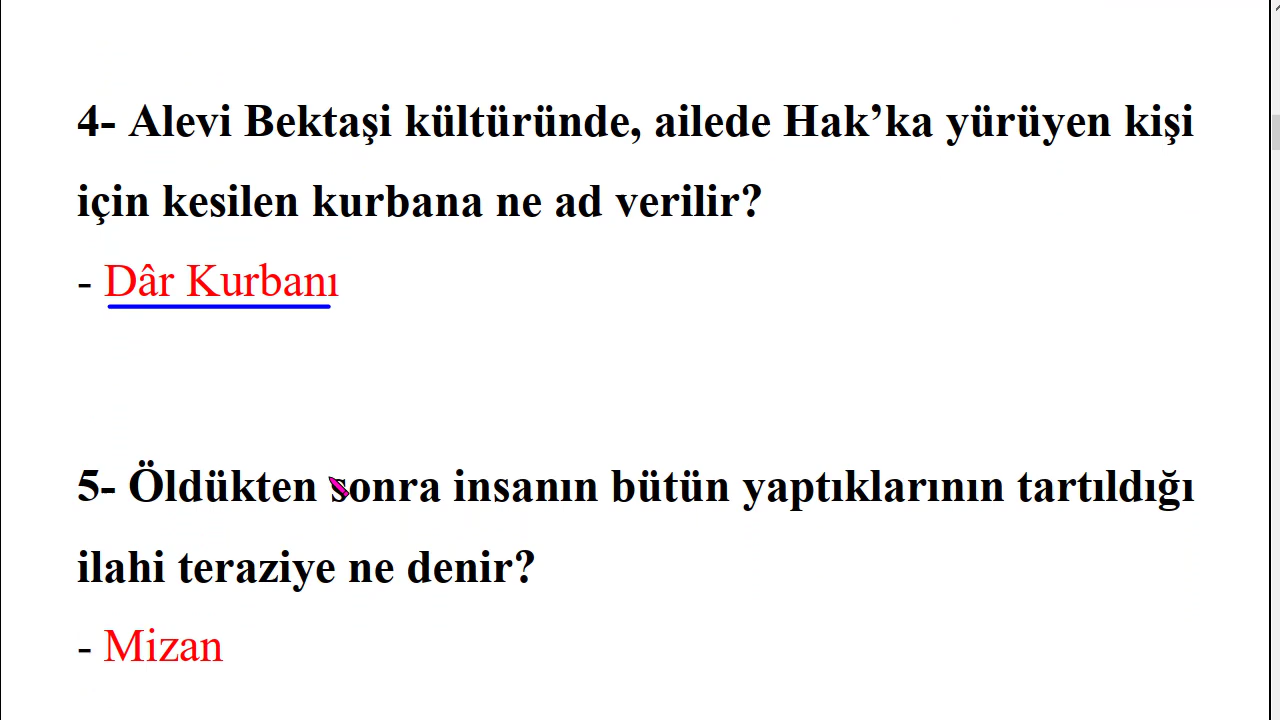 4- Alevi Bektaşi kültüründe, ailede Hak’ka yürüyen kişi
için kesilen kurbana ne ad verilir?
- Dâr Kurbanı
5- Öldükten sonra insanın bütün yaptıklarının tartıldığı
ilahi teraziye ne denir?
- Mizan